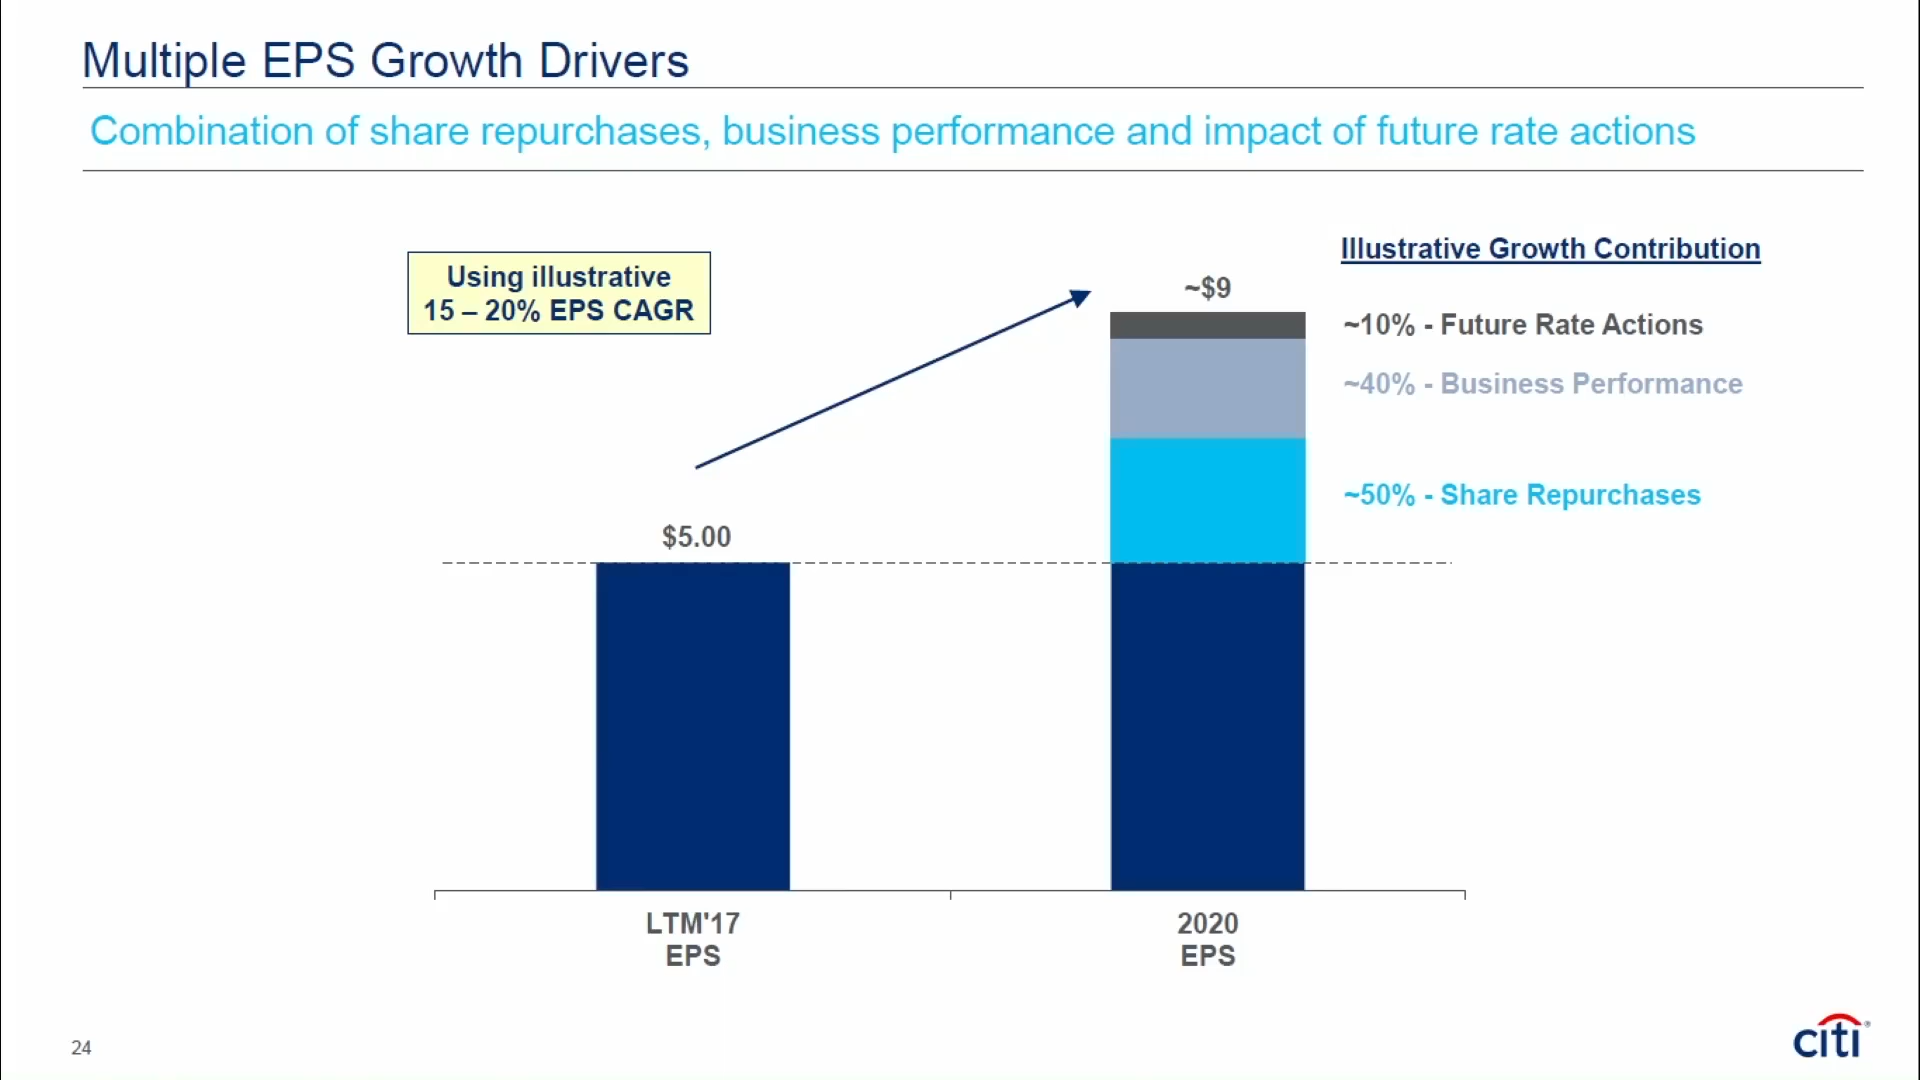 Multiple EPS Growth Drivers
Combination of share repurchases, business performance and impact of future rate actions
Using illustrative
15 – 20% EPS CAGR
Illustrative Growth Contribution
~$9
~10% - Future Rate Actions
~40% - Business Performance
~50% - Share Repurchases
$5.00
LTM'17
EPS
2020
EPS
24
citi®